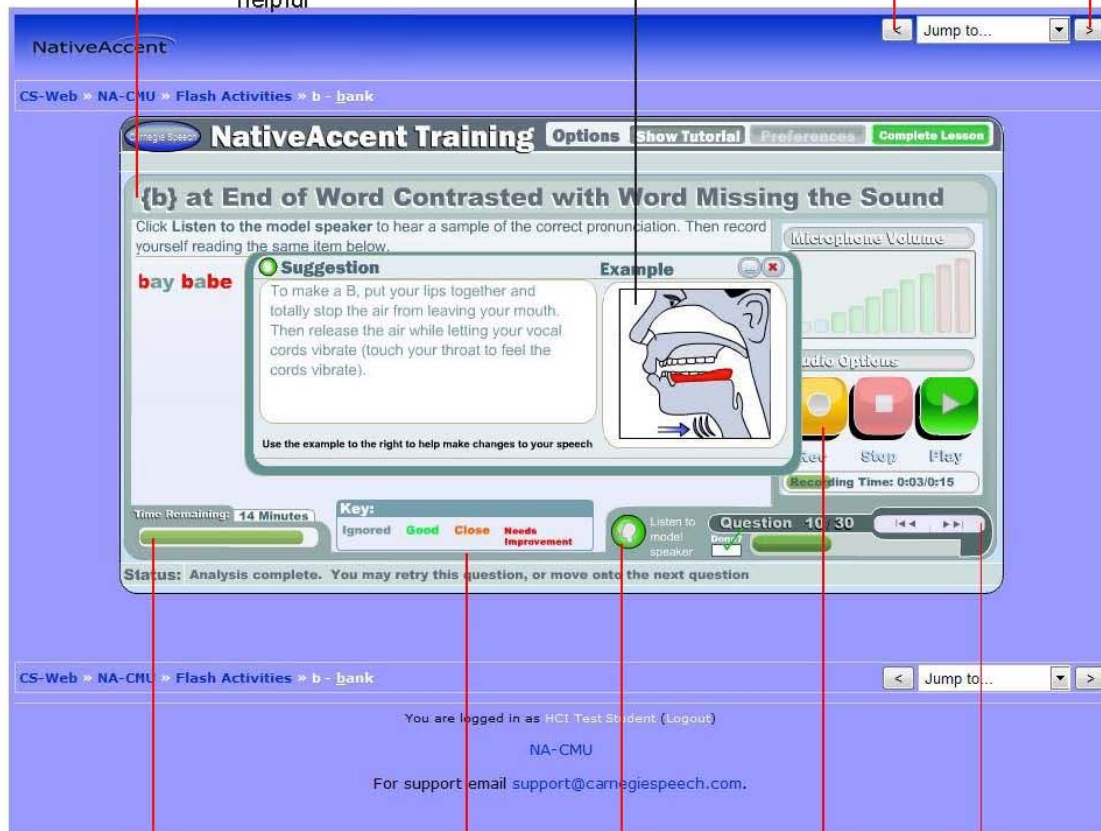 helpful
NativeAccent
< Jump to... >
CS-Web » NA-CMU » Flash Activities » b - bank
Carnegie Speech NativeAccent Training Options Show Tutorial Preferences Complete Lesson
{b} at End of Word Contrasted with Word Missing the Sound
Click Listen to the model speaker to hear a sample of the correct pronunciation. Then record
yourself reading the same item below.
bay babe
Suggestion
To make a B, put your lips together and
totally stop the air from leaving your mouth.
Then release the air while letting your vocal
cords vibrate (touch your throat to feel the
cords vibrate).
Use the example to the right to help make changes to your speech
Example
Microphone Volume
Audio Options
Rec Stop Play
Recording Time: 0:03/0:15
Time Remaining: 14 Minutes
Key:
Ignored Good Close Needs
Improvement
Listen to
model
speaker
Question 10/30
Done?
Status: Analysis complete. You may retry this question, or move onto the next question
CS-Web » NA-CMU » Flash Activities » b - bank
< Jump to... >
You are logged in as HCI Test Student (Logout)
NA-CMU
For support email support@carnegiespeech.com.